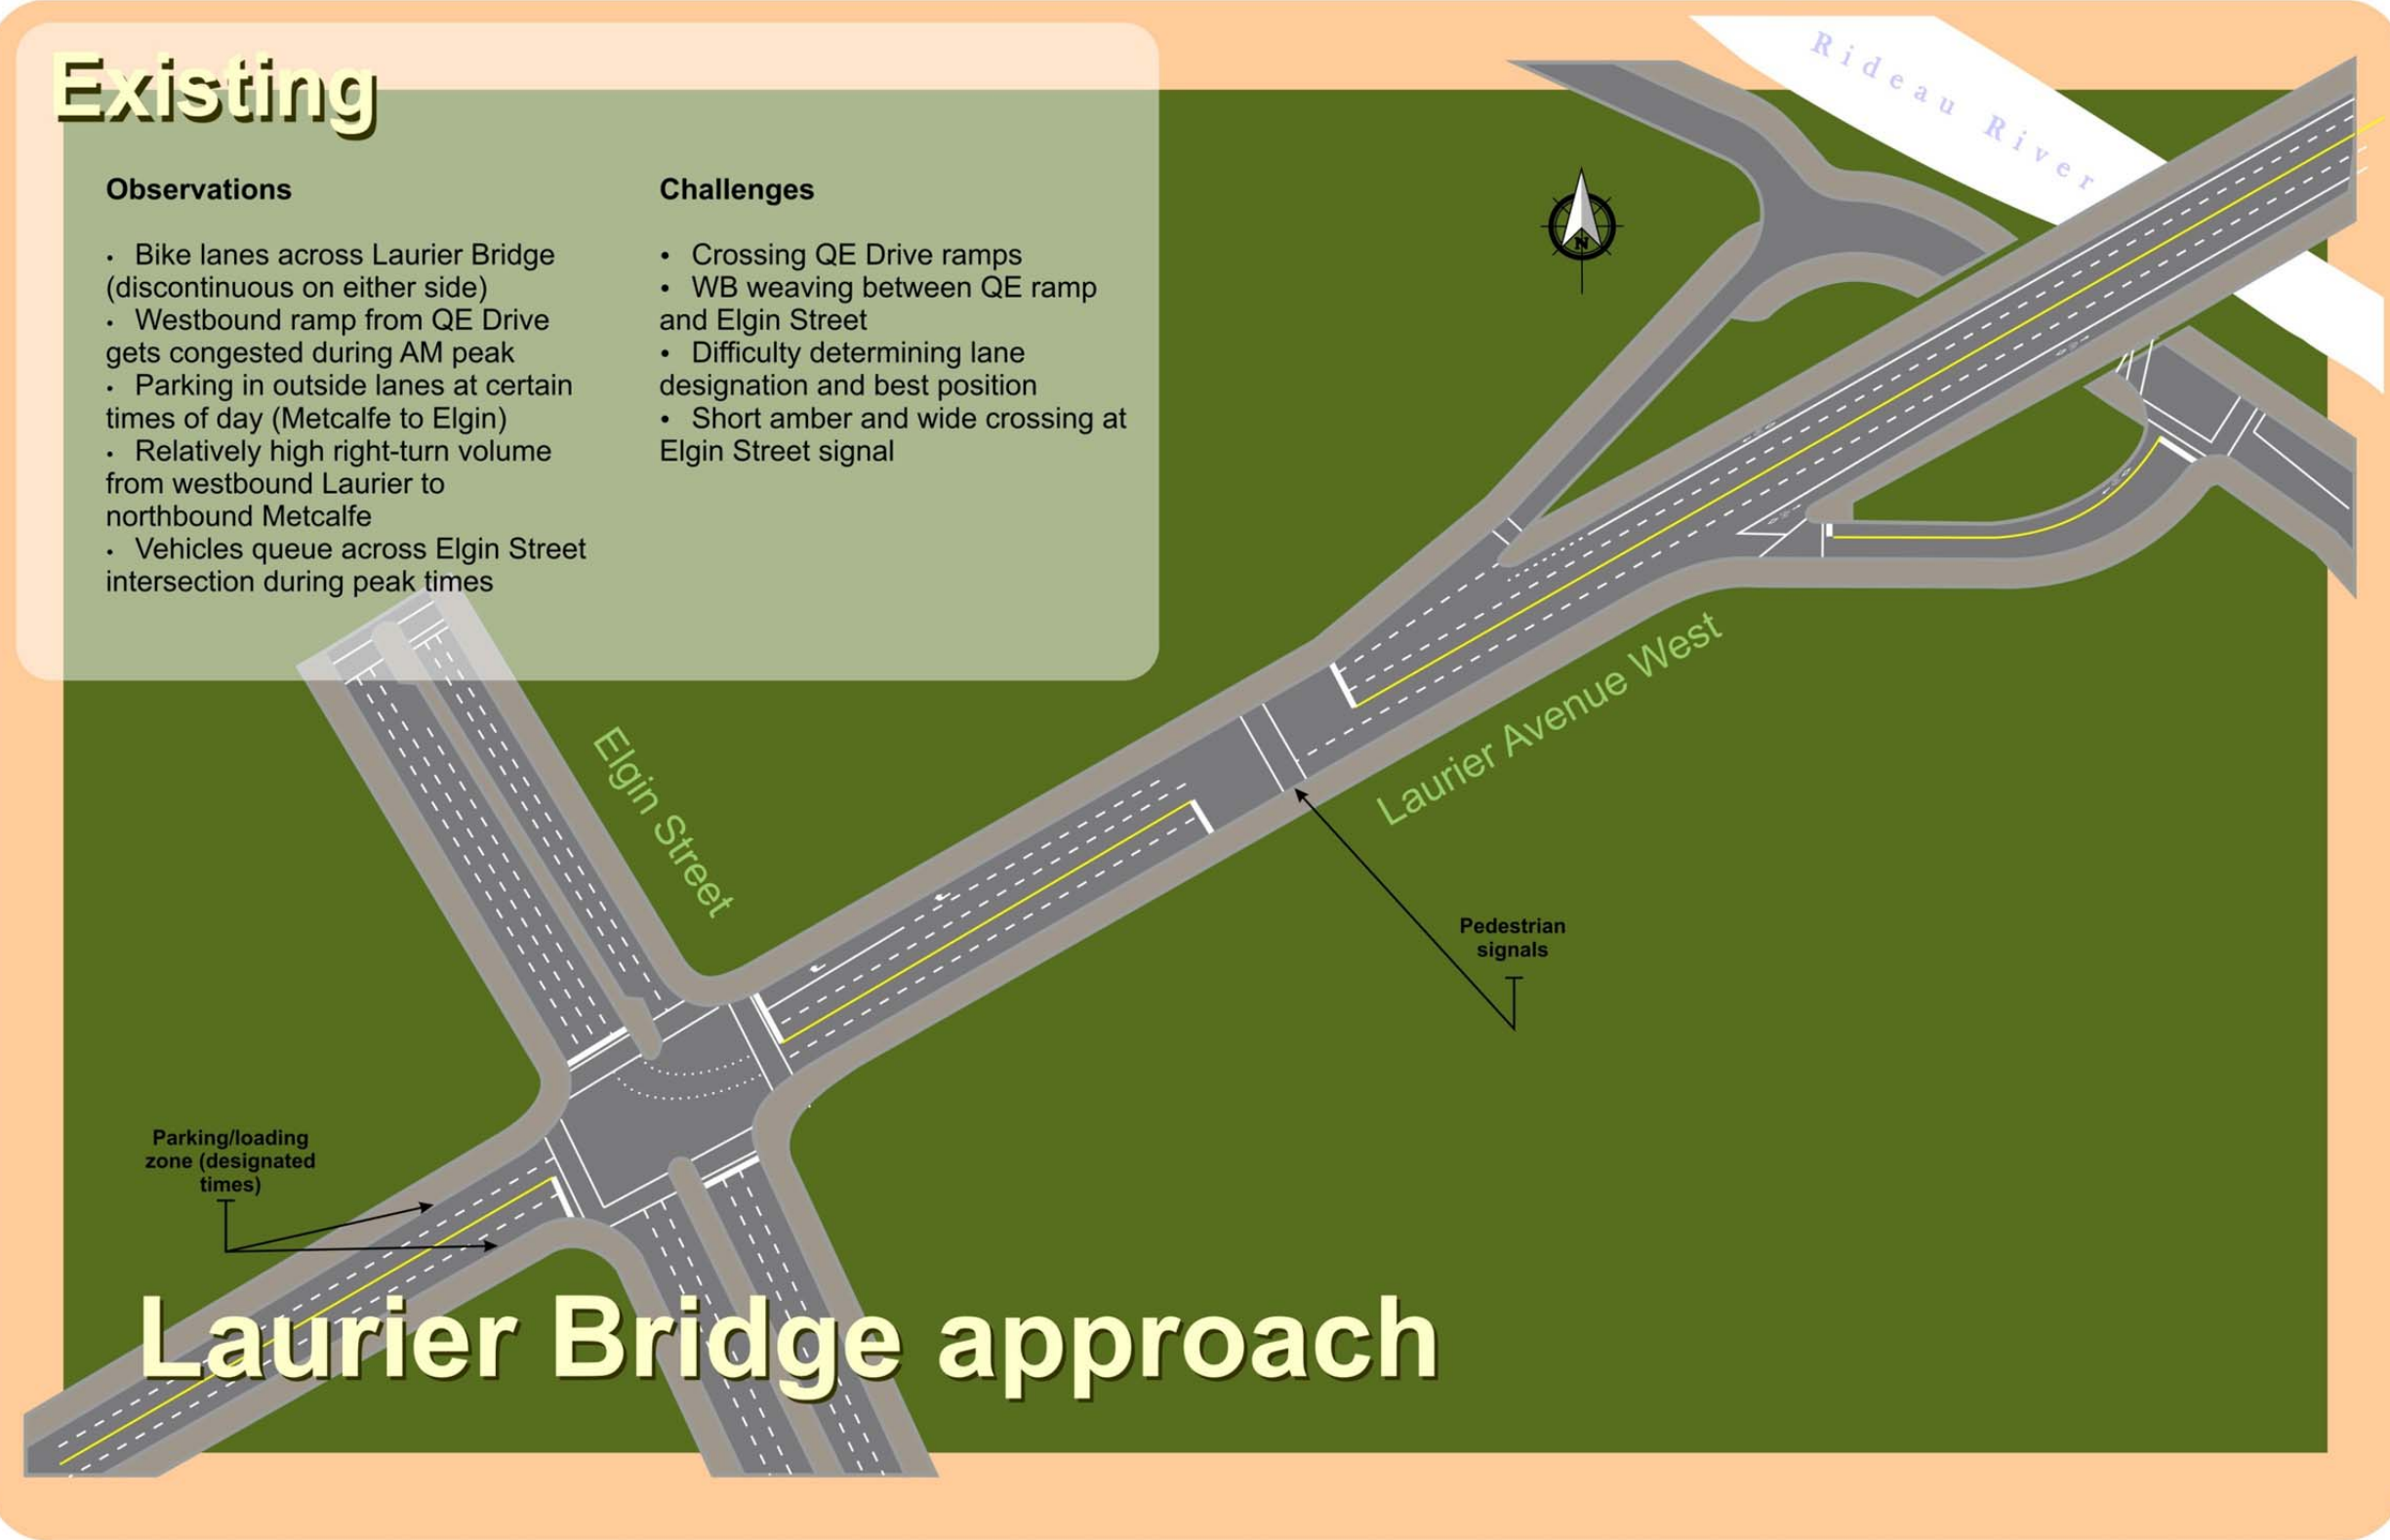 Existing
Observations
• Bike lanes across Laurier Bridge
(discontinuous on either side)
• Westbound ramp from QE Drive
gets congested during AM peak
• Parking in outside lanes at certain
times of day (Metcalfe to Elgin)
• Relatively high right-turn volume
from westbound Laurier to
northbound Metcalfe
• Vehicles queue across Elgin Street
intersection during peak times
Challenges
• Crossing QE Drive ramps
• WB weaving between QE ramp
and Elgin Street
• Difficulty determining lane
designation and best position
• Short amber and wide crossing at
Elgin Street signal
Rideau River
N
Laurier Avenue West
Elgin Street
Pedestrian
signals
Parking/loading
zone (designated
times)
Laurier Bridge approach